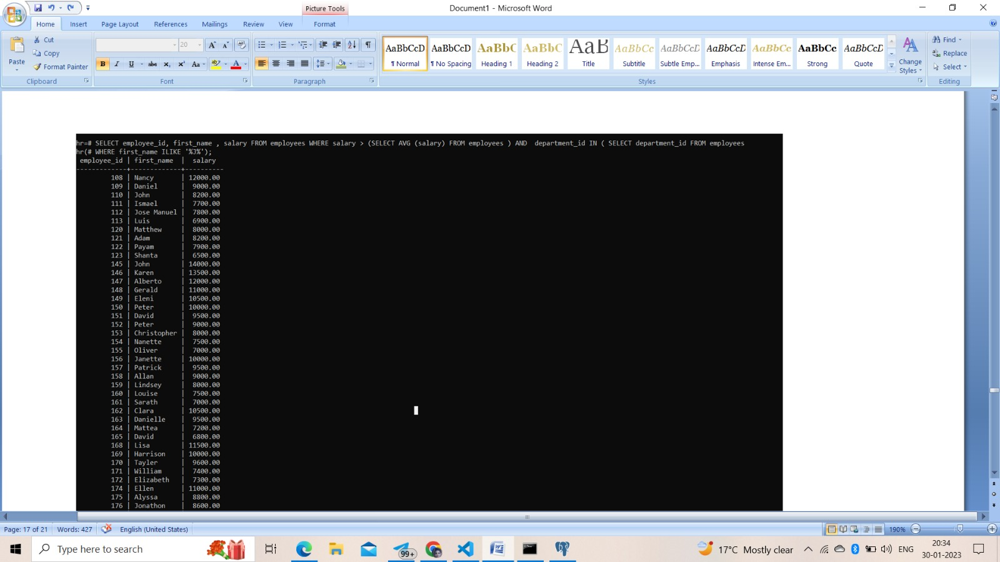 Picture Tools
Document1 - Microsoft Word
Home Insert Page Layout References Mailings Review View Format
Paste
Cut
Copy
Format Painter
Clipboard
20
Font
Paragraph
AaBbCcD AaBbCcD AaBbC AaBbC AaB AaBbCc AaBbCcD AaBbCcD AaBbCc AaBbCc AaBbCcD
¶ Normal ¶ No Spacing Heading 1 Heading 2 Title Subtitle Subtle Emp... Emphasis Intense Em... Strong Quote
Change Styles
Styles
Find
Replace
Select
Editing
hr=# SELECT employee_id, first_name , salary FROM employees WHERE salary > (SELECT AVG (salary) FROM employees ) AND  department_id IN ( SELECT department_id FROM employees
hr(# WHERE first_name ILIKE '%J%');
employee_id | first_name | salary
-------------+-------------+----------
108 | Nancy | 12000.00
109 | Daniel | 9000.00
110 | John | 8200.00
111 | Ismael | 7700.00
112 | Jose Manuel | 7800.00
113 | Luis | 6900.00
120 | Matthew | 8000.00
121 | Adam | 8200.00
122 | Payam | 7900.00
123 | Shanta | 6500.00
145 | John | 14000.00
146 | Karen | 13500.00
147 | Alberto | 12000.00
148 | Gerald | 11000.00
149 | Eleni | 10500.00
150 | Peter | 10000.00
151 | David | 9500.00
152 | Peter | 9000.00
153 | Christopher | 8000.00
154 | Nanette | 7500.00
155 | Oliver | 7000.00
156 | Janette | 10000.00
157 | Patrick | 9500.00
158 | Allan | 9000.00
159 | Lindsey | 8000.00
160 | Louise | 7500.00
161 | Sarath | 7000.00
162 | Clara | 10500.00
163 | Danielle | 9500.00
164 | Mattea | 7200.00
165 | David | 6800.00
168 | Lisa | 11500.00
169 | Harrison | 10000.00
170 | Tayler | 9600.00
171 | William | 7400.00
172 | Elizabeth | 7300.00
174 | Ellen | 11000.00
175 | Alyssa | 8800.00
176 | Jonathon | 8600.00
Page: 17 of 21 Words: 427 English (United States) 190%
Type here to search 99+ 17°C Mostly clear ENG
20:34
30-01-2023